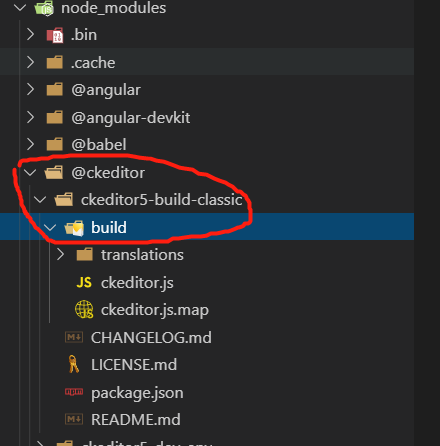 node_modules
.bin
.cache
@angular
@angular-devkit
@babel
@ckeditor
ckeditor5-build-classic
build
translations
JS ckeditor.js
ckeditor.js.map
CHANGELOG.md
LICENSE.md
package.json
README.md